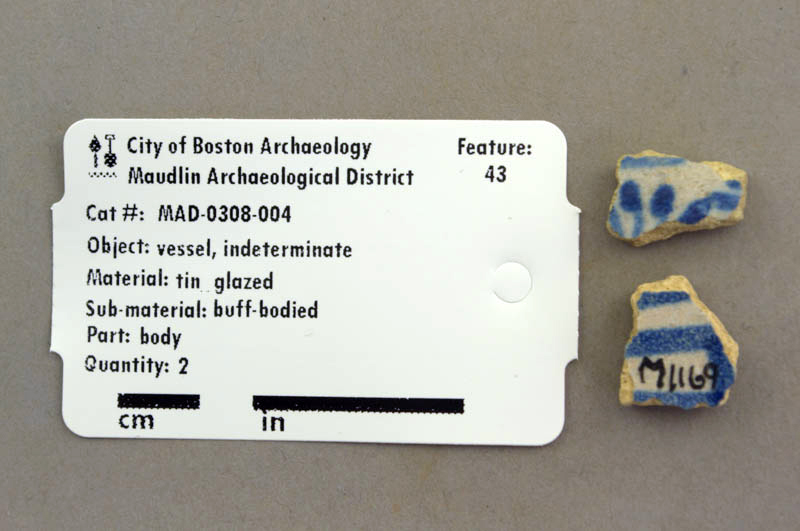 City of Boston Archaeology
Maudlin Archaeological District
Feature:
43
Cat #: MAD-0308-004
Object: vessel, indeterminate
Material: tin glazed
Sub-material: buff-bodied
Part: body
Quantity: 2
cm
in
M1169